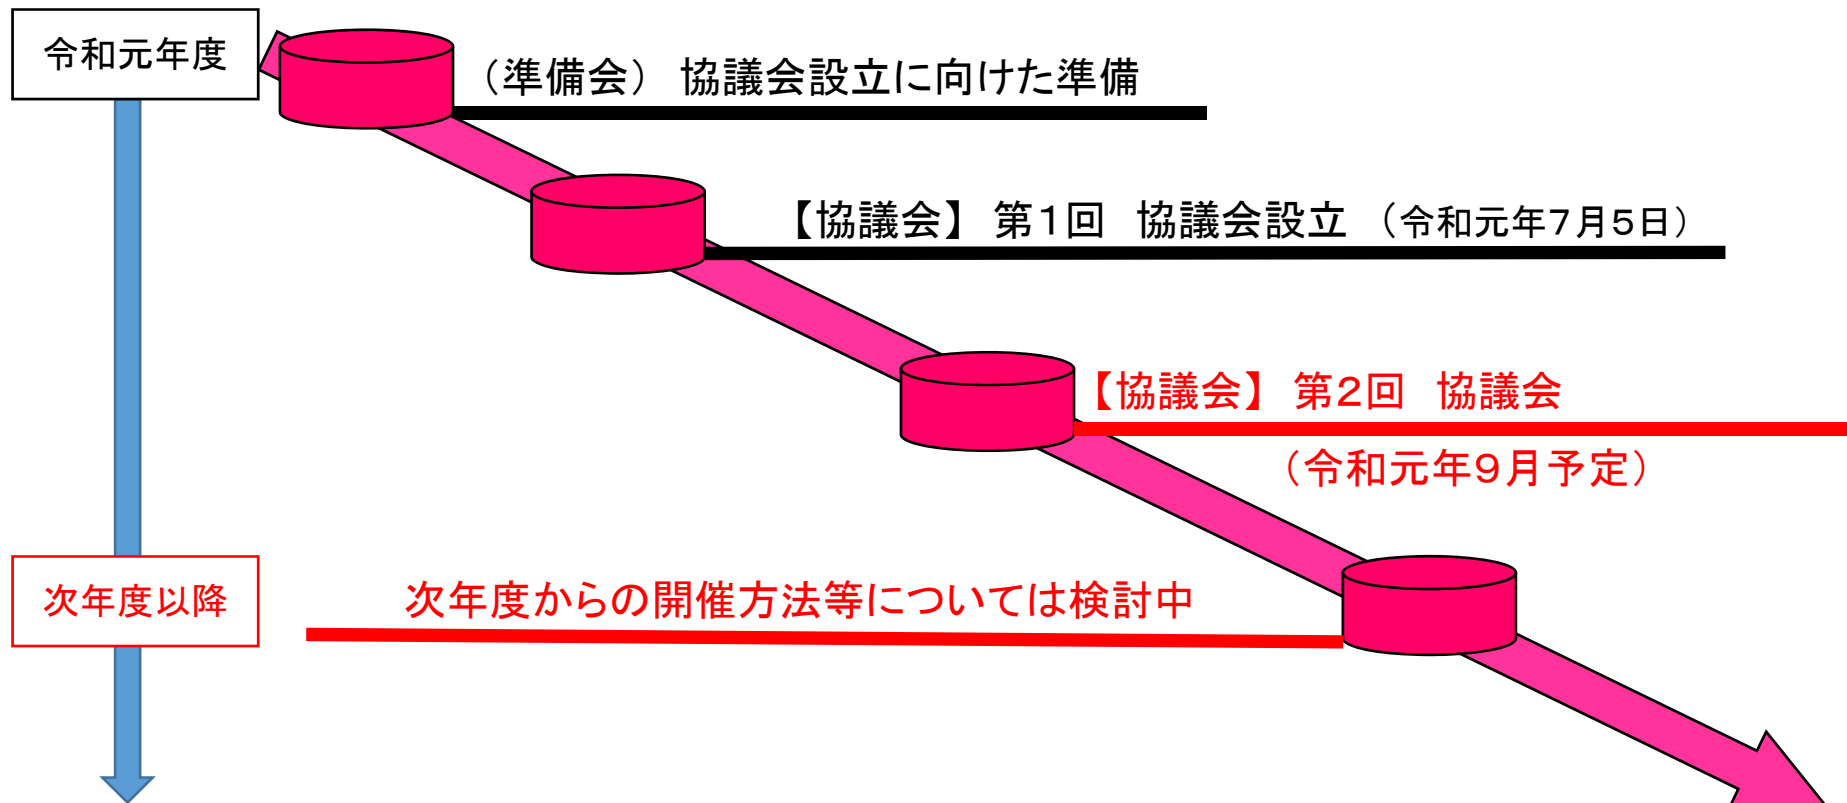 令和元年度
（準備会） 協議会設立に向けた準備
【協議会】 第１回　協議会設立 （令和元年７月５日）
【協議会】 第２回　協議会
（令和元年９月予定）
次年度以降
次年度からの開催方法等については検討中